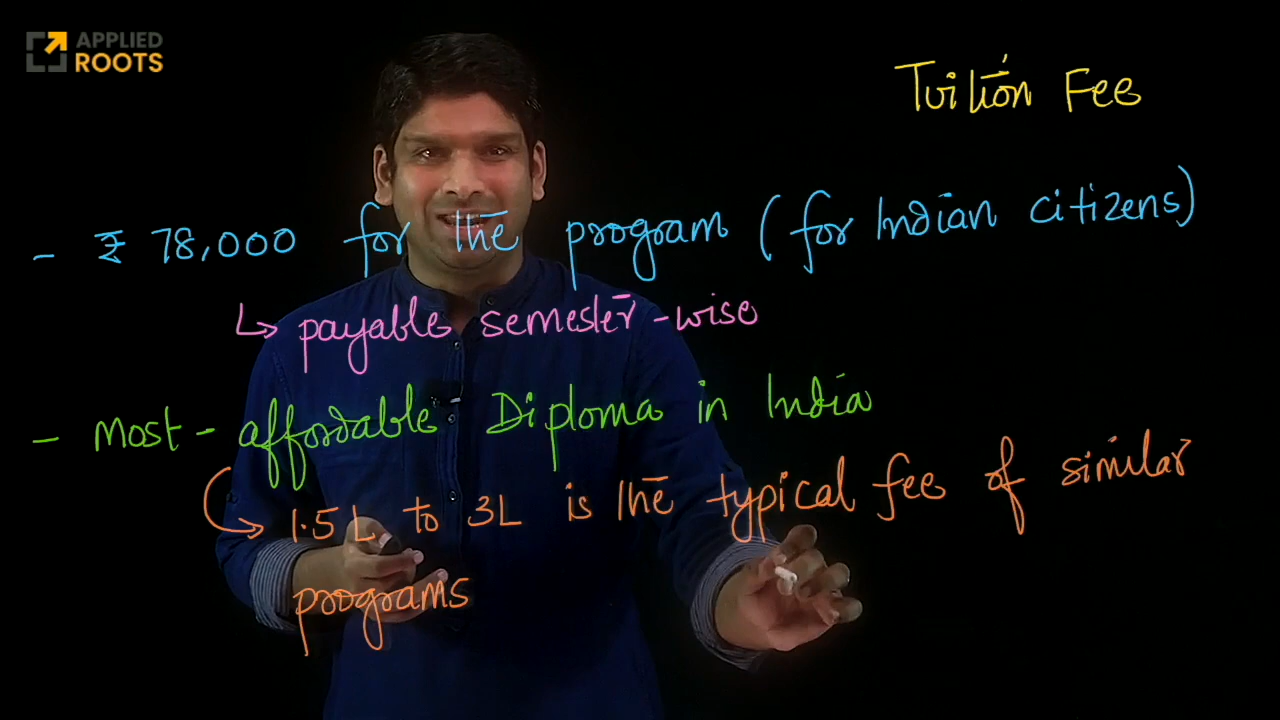 APPLIED
ROOTS
Tuition Fee
- ₹ 78,000 for the program (for Indian citizens)
↳ payable semester-wise
- Most-affordable Diploma in India
↳ 1.5L to 3L is the typical fee of similar
programs